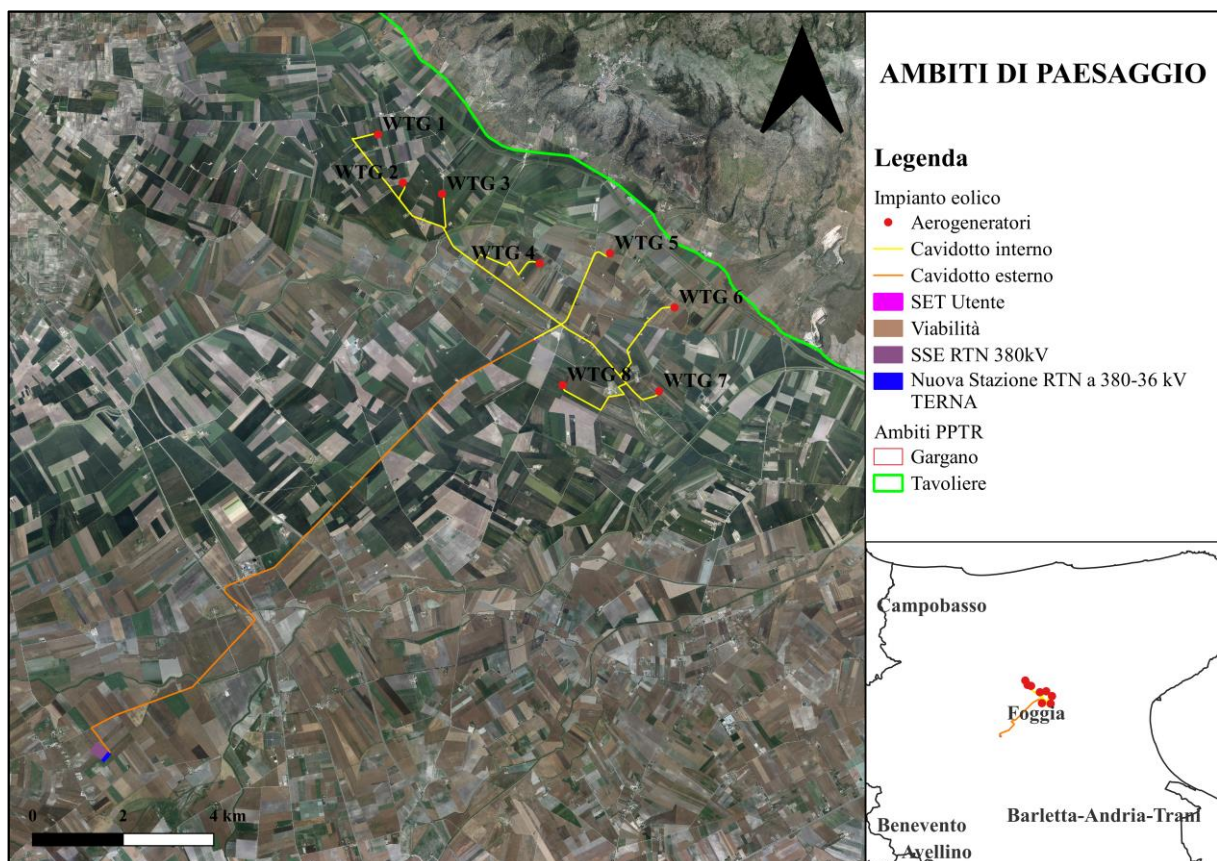 WTG 1
WTG 2
WTG 3
WTG 4
WTG 5
WTG 6
WTG 8
WTG 7
0 2 4 km
AMBITI DI PAESAGGIO
Legenda
Impianto eolico
Aerogeneratori
Cavidotto interno
Cavidotto esterno
SET Utente
Viabilità
SSE RTN 380kV
Nuova Stazione RTN a 380-36 kV
TERNA
Ambiti PPTR
Gargano
Tavoliere
Campobasso
Foggia
Barletta-Andria-Trani
Benevento
Avellino